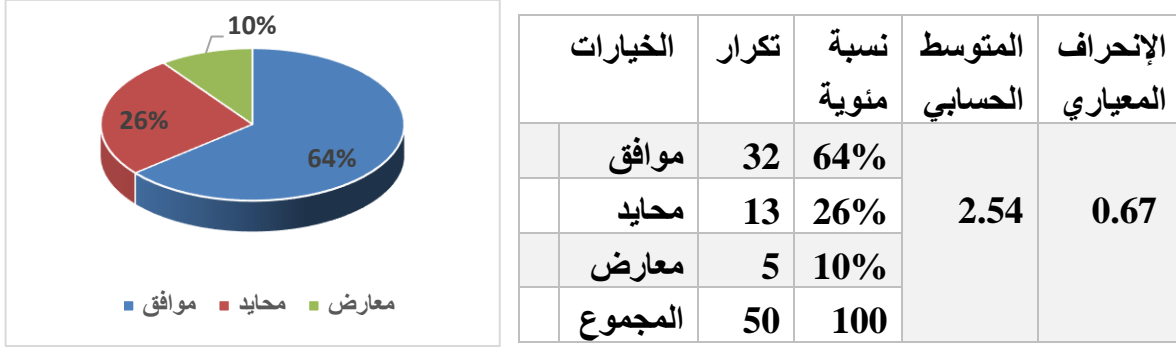 10%
26%
64%
موافق محايد معارض
الخيارات تكرار نسبة مئوية المتوسط الحسابي الإنحراف المعياري
موافق 32 64%
محايد 13 26% 2.54 0.67
معارض 5 10%
المجموع 50 100